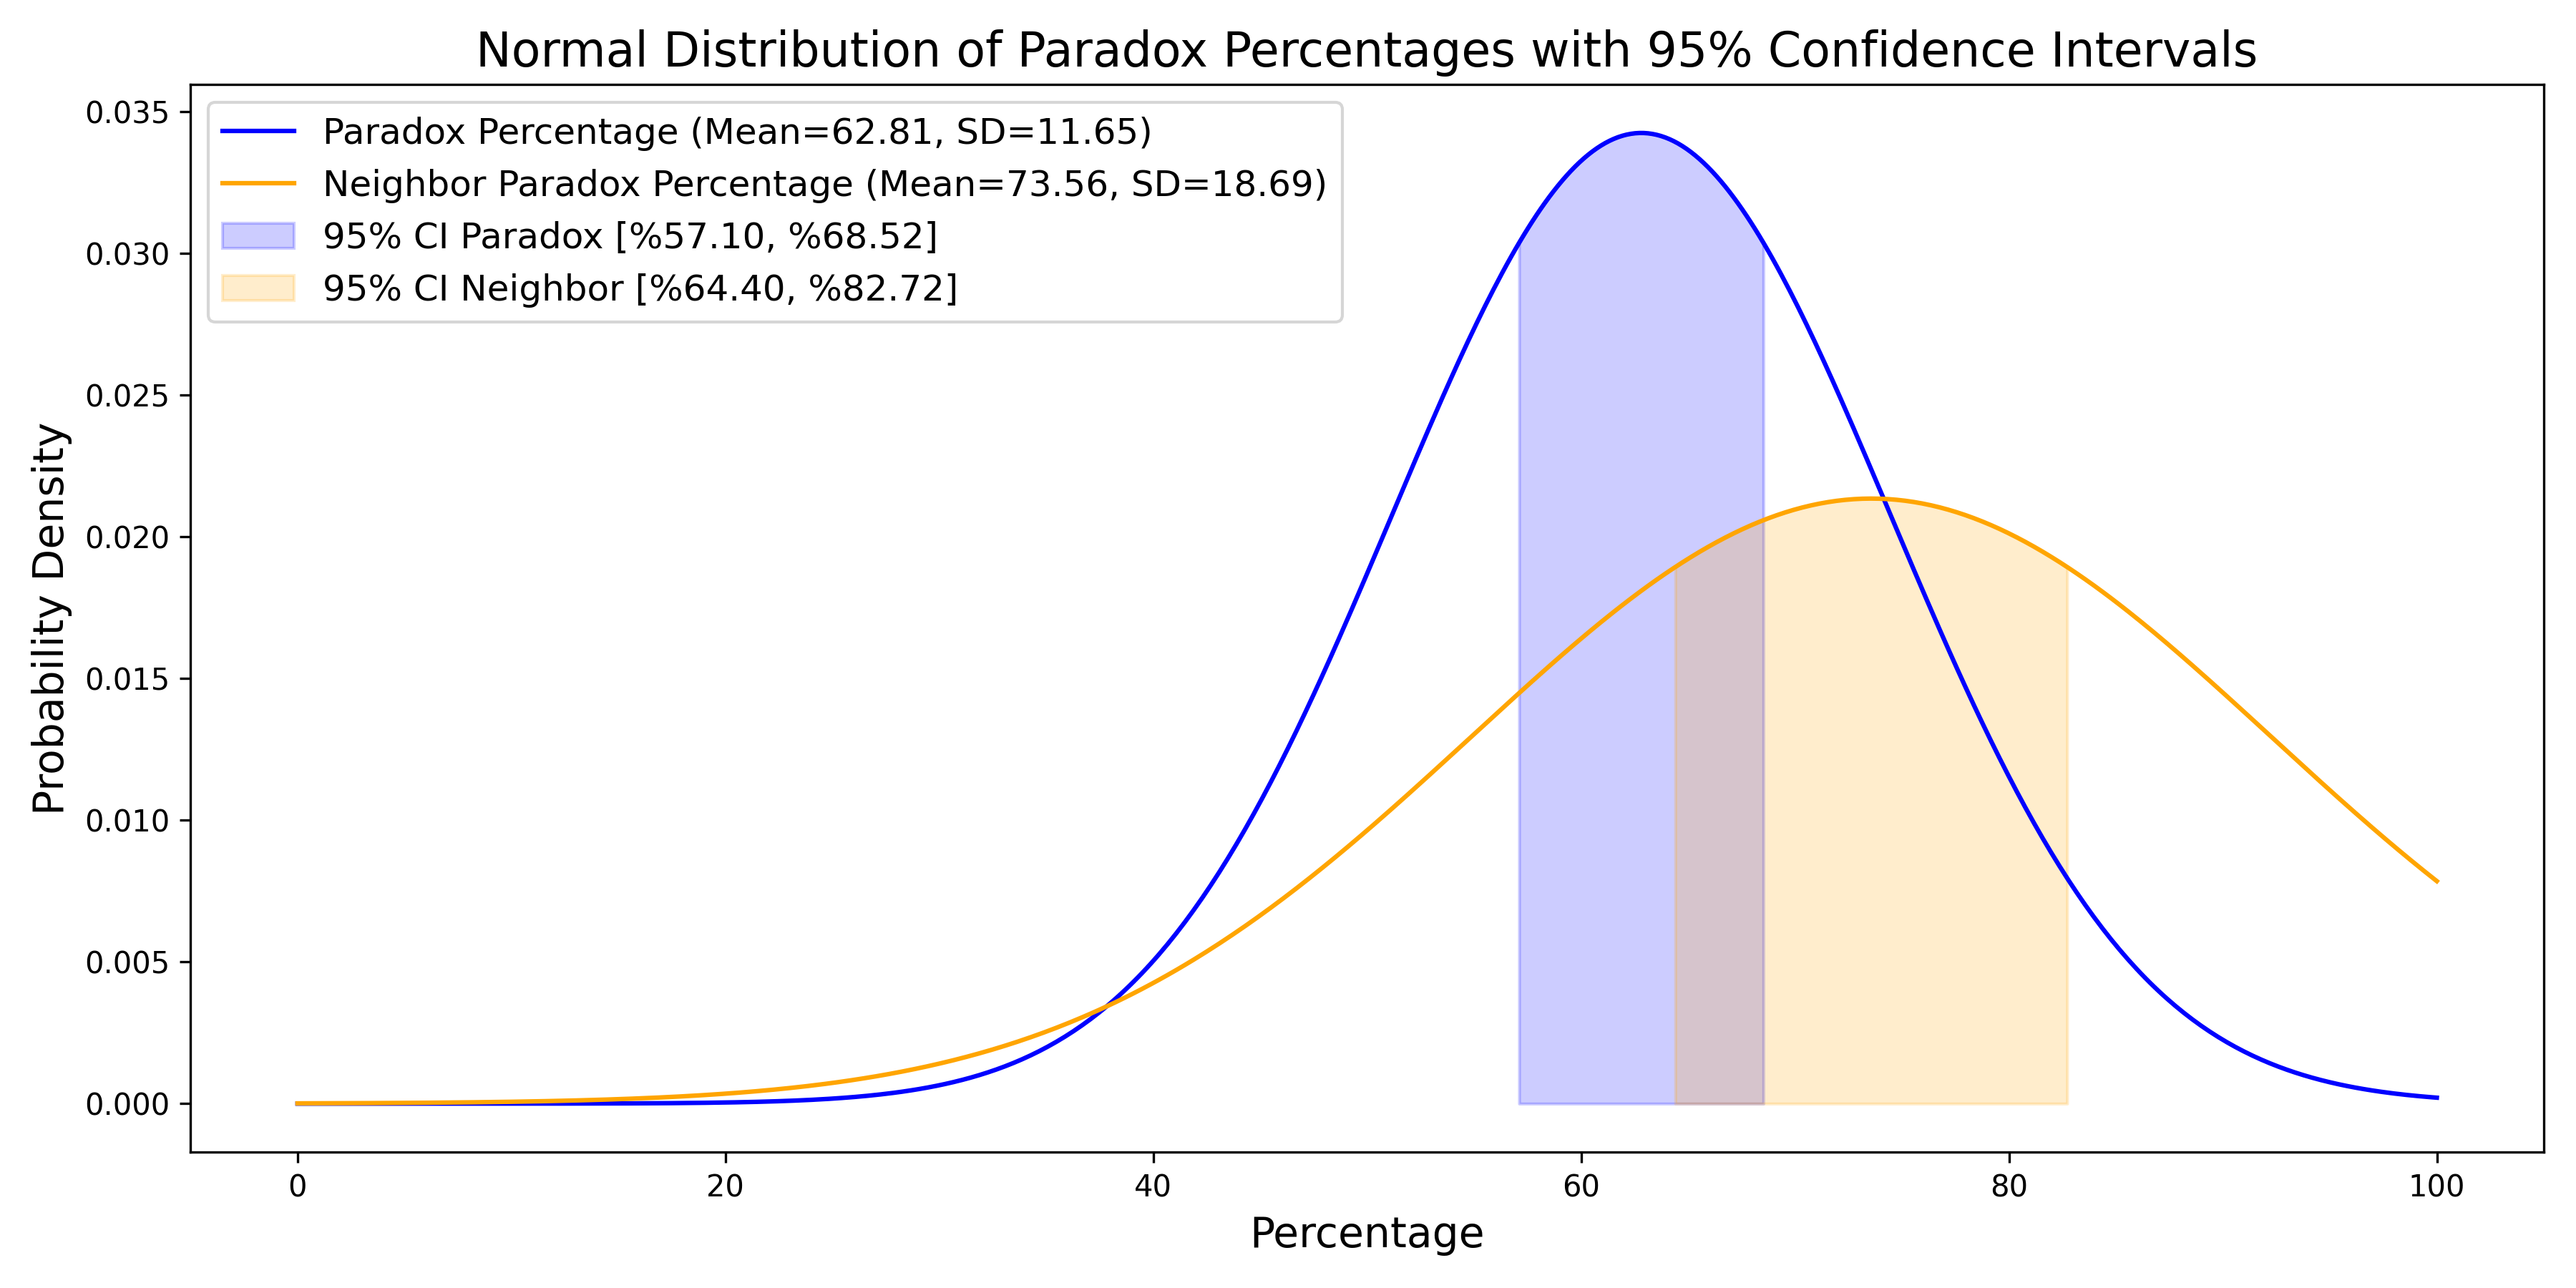 Normal Distribution of Paradox Percentages with 95% Confidence Intervals
Paradox Percentage (Mean=62.81, SD=11.65)
Neighbor Paradox Percentage (Mean=73.56, SD=18.69)
95% CI Paradox [%57.10, %68.52]
95% CI Neighbor [%64.40, %82.72]
Probability Density
0.035
0.030
0.025
0.020
0.015
0.010
0.005
0.000
0 20 40 60 80 100
Percentage